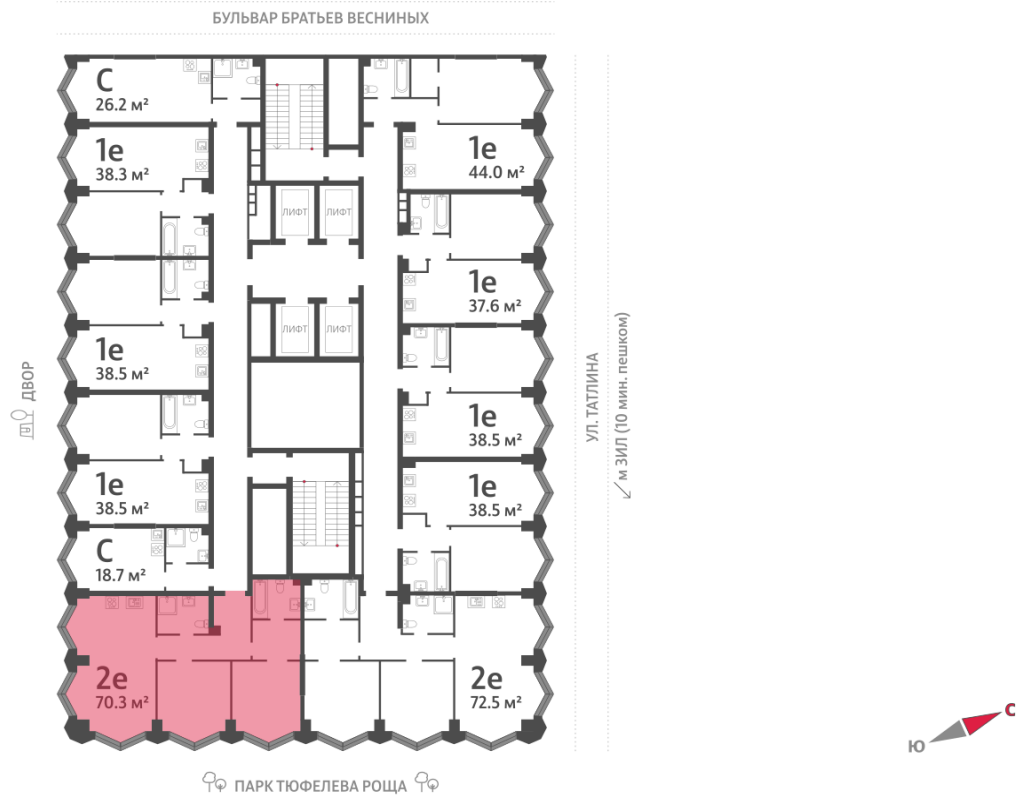 БУЛЬВАР БРАТЬЕВ ВЕСНИНЫХ
С
26.2 м²
1е
38.3 м²
1е
44.0 м²
ЛИФТ
ЛИФТ
1е
37.6 м²
ЛИФТ
ЛИФТ
1е
38.5 м²
1е
38.5 м²
1е
38.5 м²
1е
38.5 м²
С
18.7 м²
2е
70.3 м²
2е
72.5 м²
ДВОР
УЛ. ТАТЛИНА
м ЗИЛ (10 мин. пешком)
С
Ю
ПАРК ТЮФЕЛЕВА РОЩА